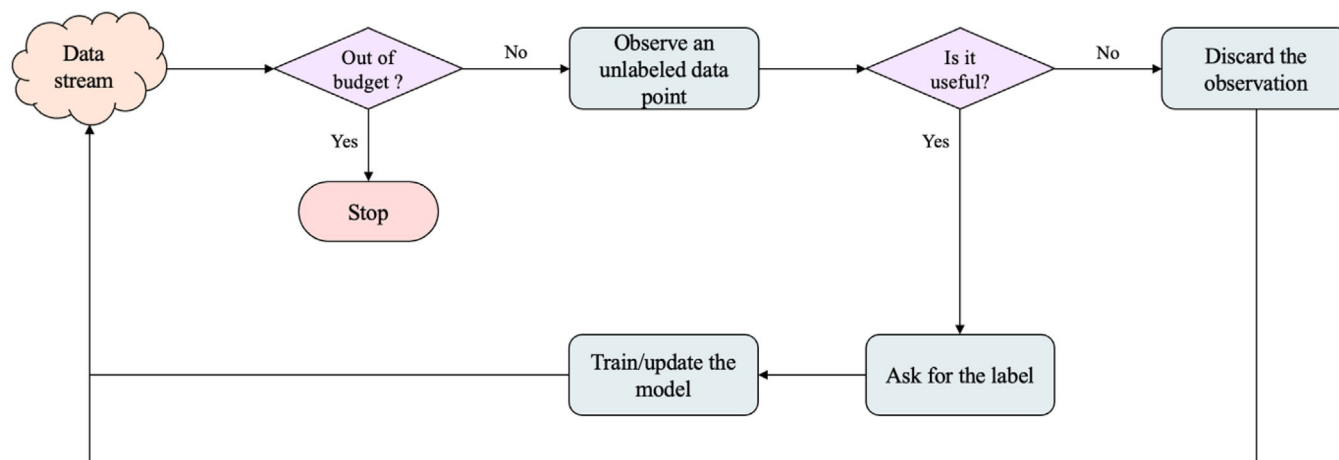 Data
stream
Out of
budget ?
No
Observe an
unlabeled data
point
Is it
useful?
No
Discard the
observation
Yes
Stop
Yes
Train/update the
model
Ask for the label